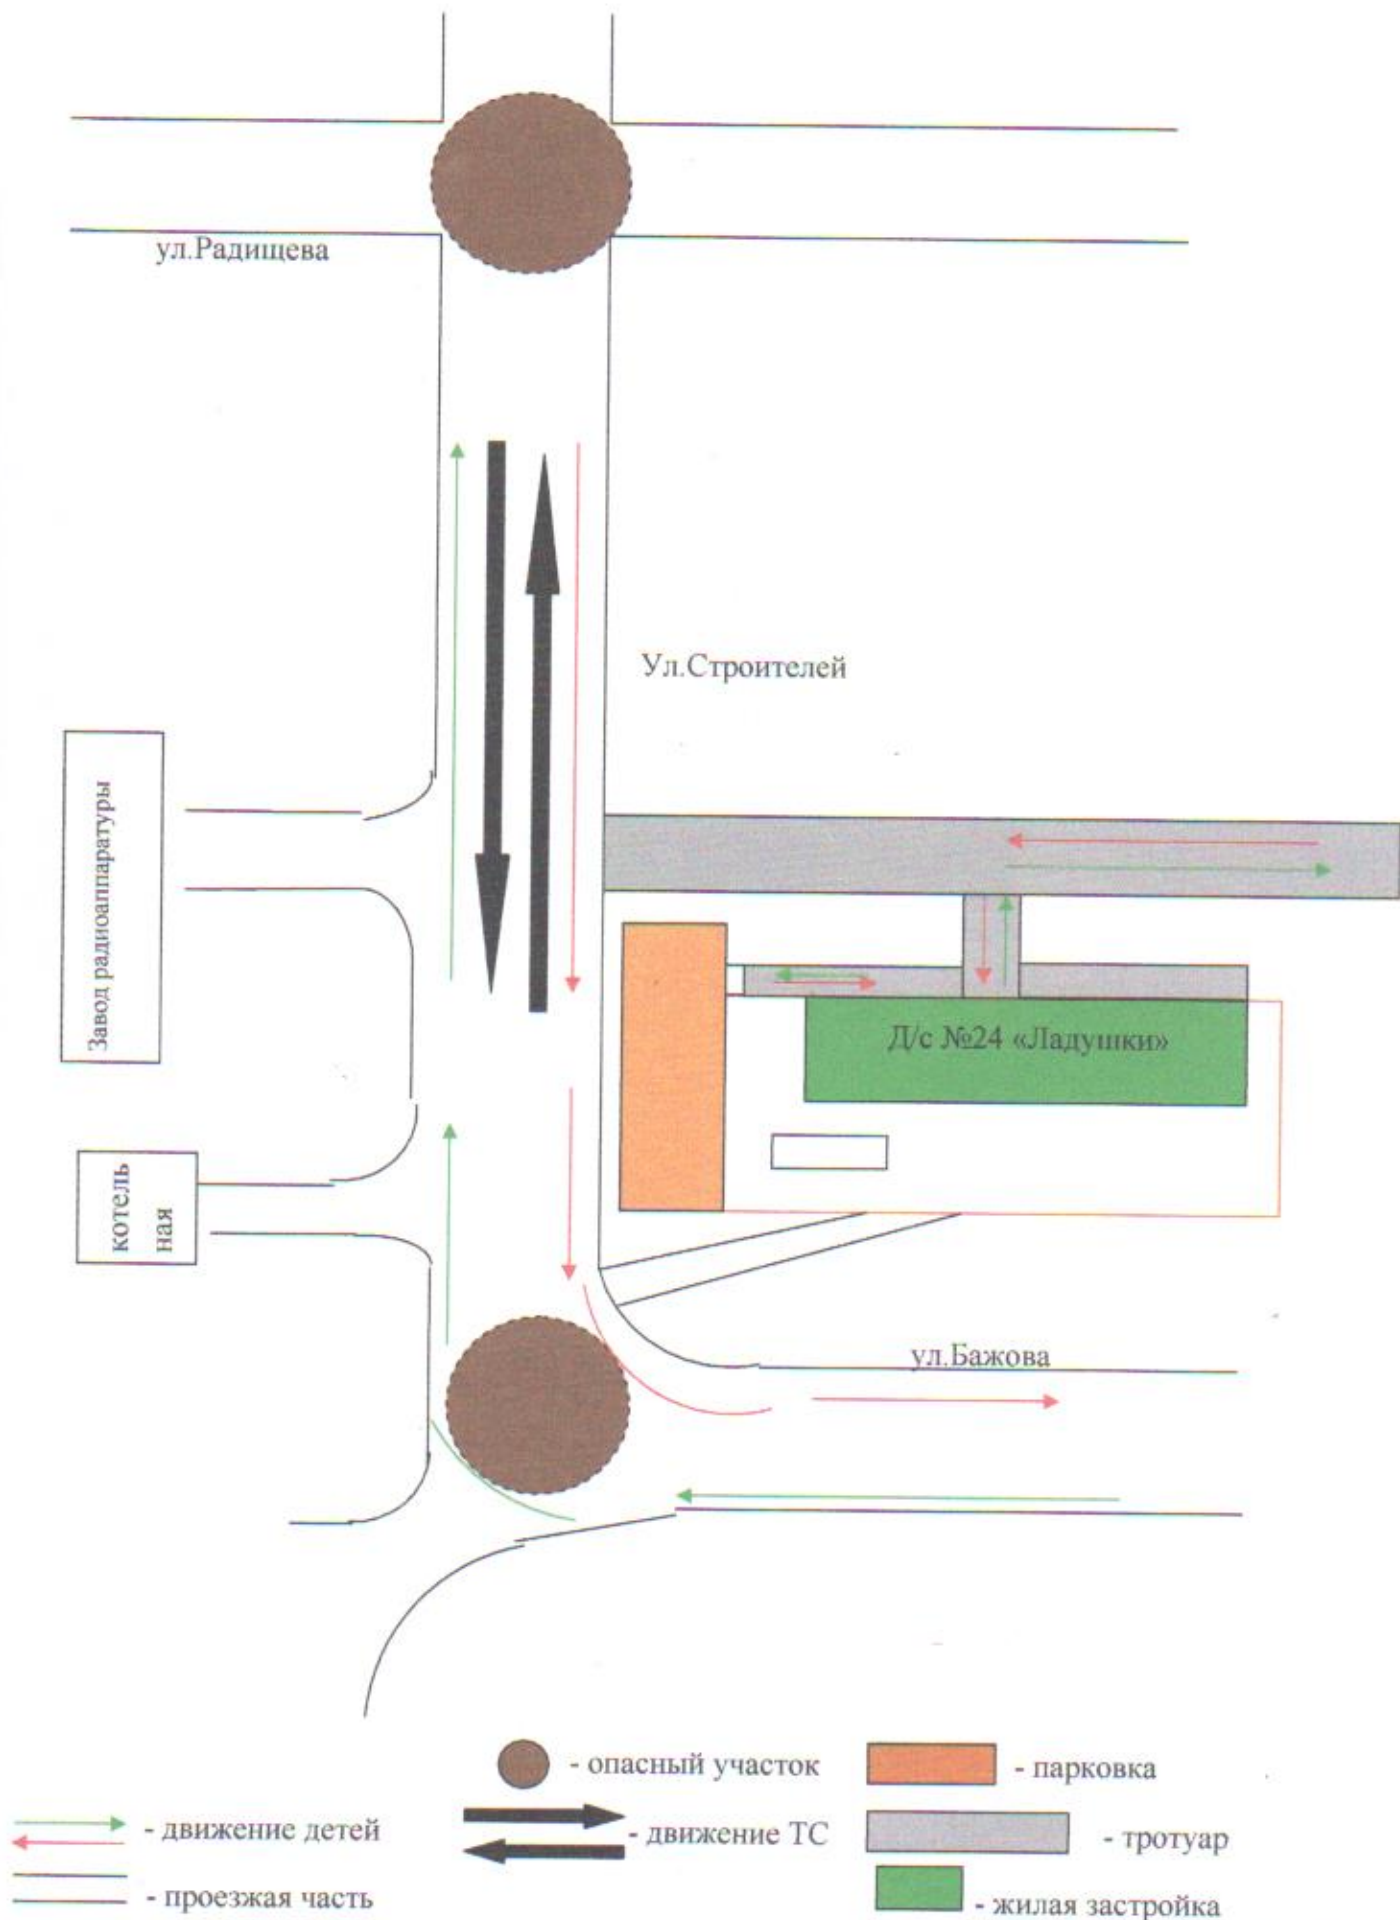 ул.Радищева
Ул.Строителей
Завод радиоаппаратуры
Д/с №24 «Ладушки»
котель
ная
ул.Бажова
- опасный участок
- парковка
- движение детей
- движение ТС
- тротуар
- проезжая часть
- жилая застройка